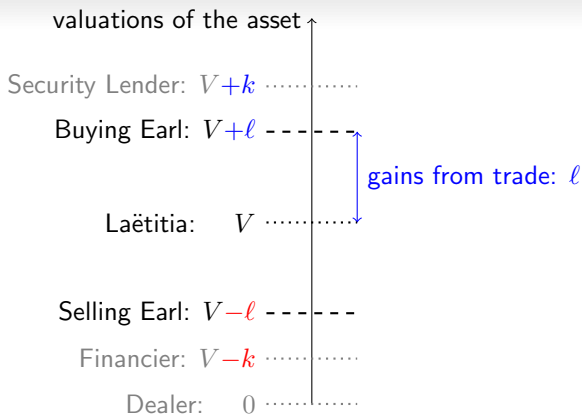 valuations of the asset
Security Lender: V+k
Buying Earl: V+ℓ
gains from trade: ℓ
Laëtitia: V
Selling Earl: V−ℓ
Financier: V−k
Dealer: 0